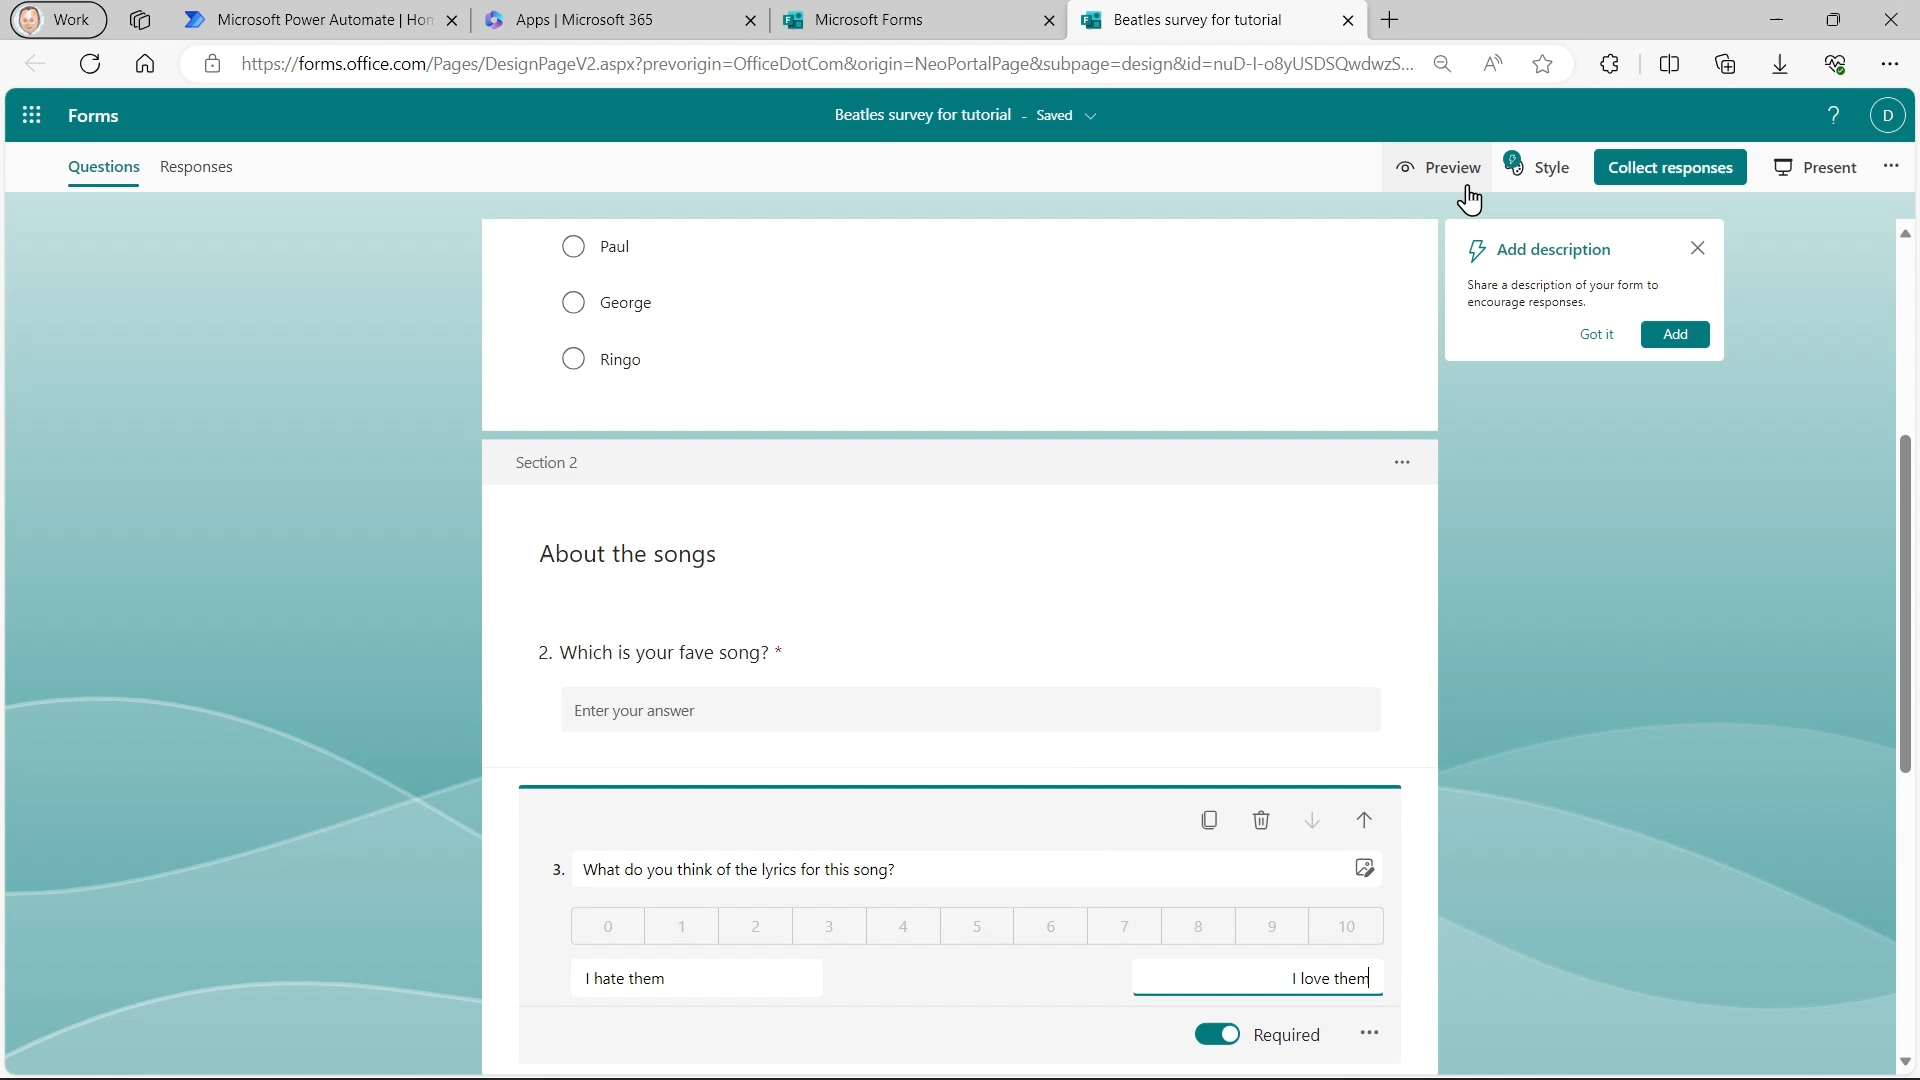 Work
Microsoft Power Automate | Hom
Apps | Microsoft 365
Microsoft Forms
Beatles survey for tutorial
https://forms.office.com/Pages/DesignPageV2.aspx?prevorigin=OfficeDotCom&origin=NeoPortalPage&subpage=design&id=nuD-I-o8yUSDSQwdwzS...
Forms
Beatles survey for tutorial - Saved
?
D
Questions
Responses
Preview
Style
Collect responses
Present
Add description
Share a description of your form to
encourage responses.
Got it
Add
Paul
George
Ringo
Section 2
About the songs
2. Which is your fave song? *
Enter your answer
3. What do you think of the lyrics for this song?
0 1 2 3 4 5 6 7 8 9 10
I hate them
I love them
Required